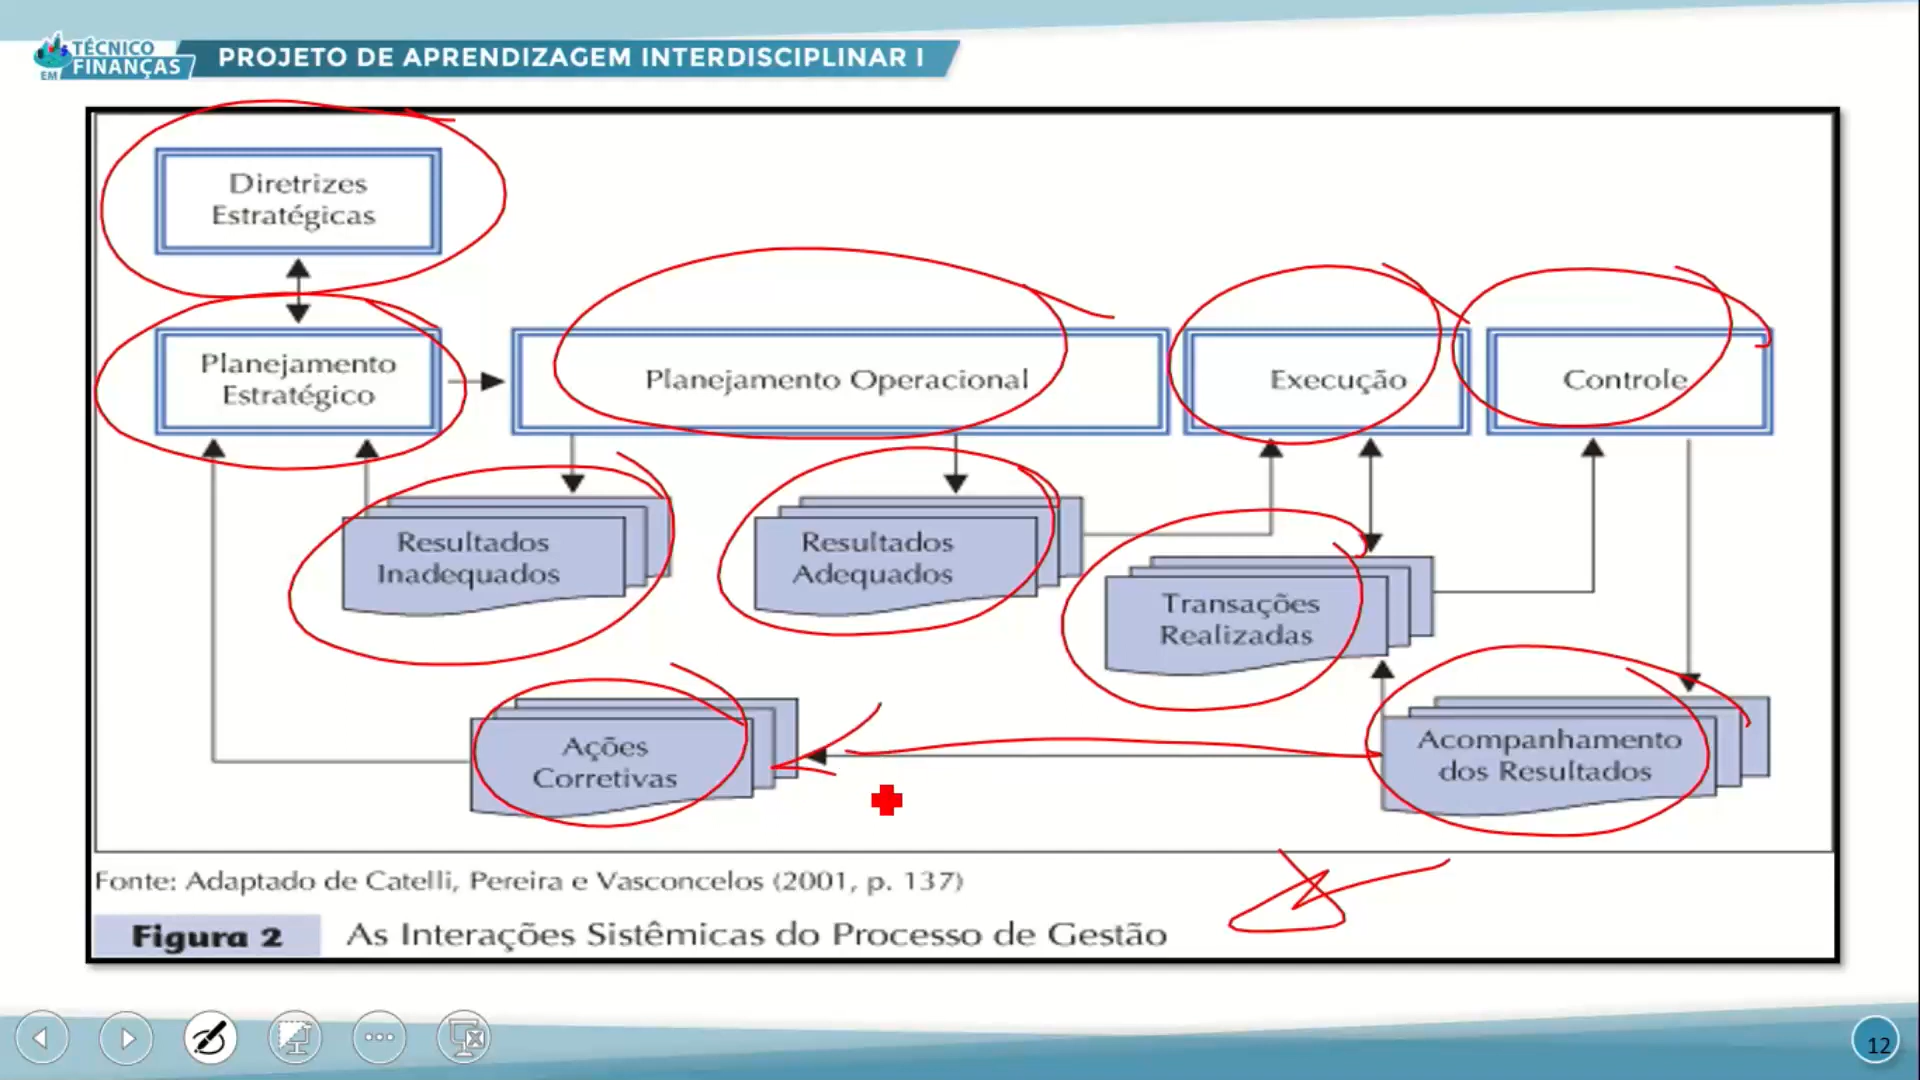 TÉCNICO
EM FINANÇAS
PROJETO DE APRENDIZAGEM INTERDISCIPLINAR I
Diretrizes
Estratégicas
Planejamento
Estratégico
Planejamento Operacional
Execução
Controle
Resultados
Inadequados
Resultados
Adequados
Transações
Realizadas
Ações
Corretivas
Acompanhamento
dos Resultados
Fonte: Adaptado de Catelli, Pereira e Vasconcelos (2001, p. 137)
Figura 2 As Interações Sistêmicas do Processo de Gestão
12